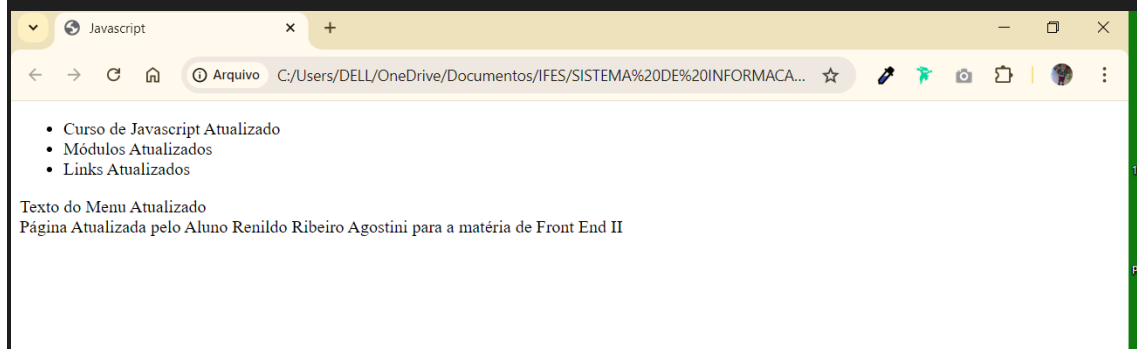 Javascript
Arquivo C:/Users/DELL/OneDrive/Documentos/IFES/SISTEMA%20DE%20INFORMACA...
• Curso de Javascript Atualizado
• Módulos Atualizados
• Links Atualizados
Texto do Menu Atualizado
Página Atualizada pelo Aluno Renildo Ribeiro Agostini para a matéria de Front End II